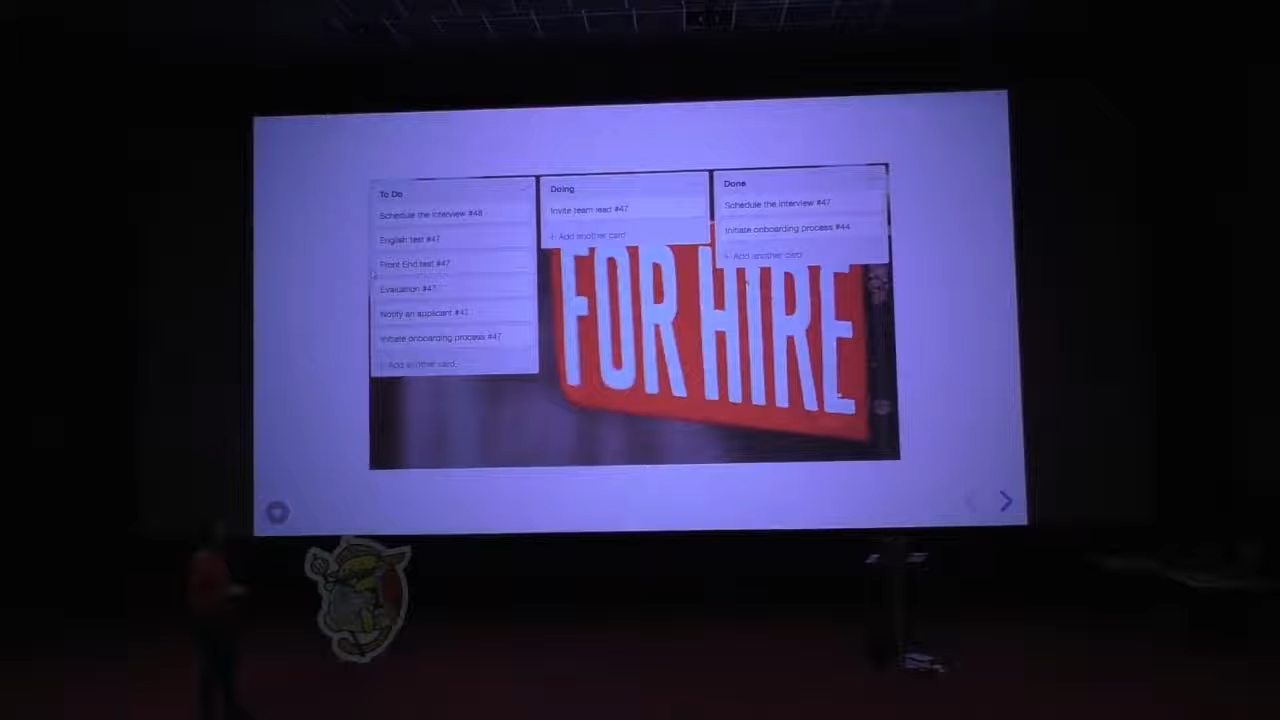 To Do
Schedule the interview #48
English test #47
Front End test #47
Evaluation #47
Notify an applicant #47
Initiate onboarding process #47
+ Add another card
Doing
Invite team lead #47
+ Add another card
Done
Schedule the interview #47
Initiate onboarding process #44
+ Add another card
FOR HIRE